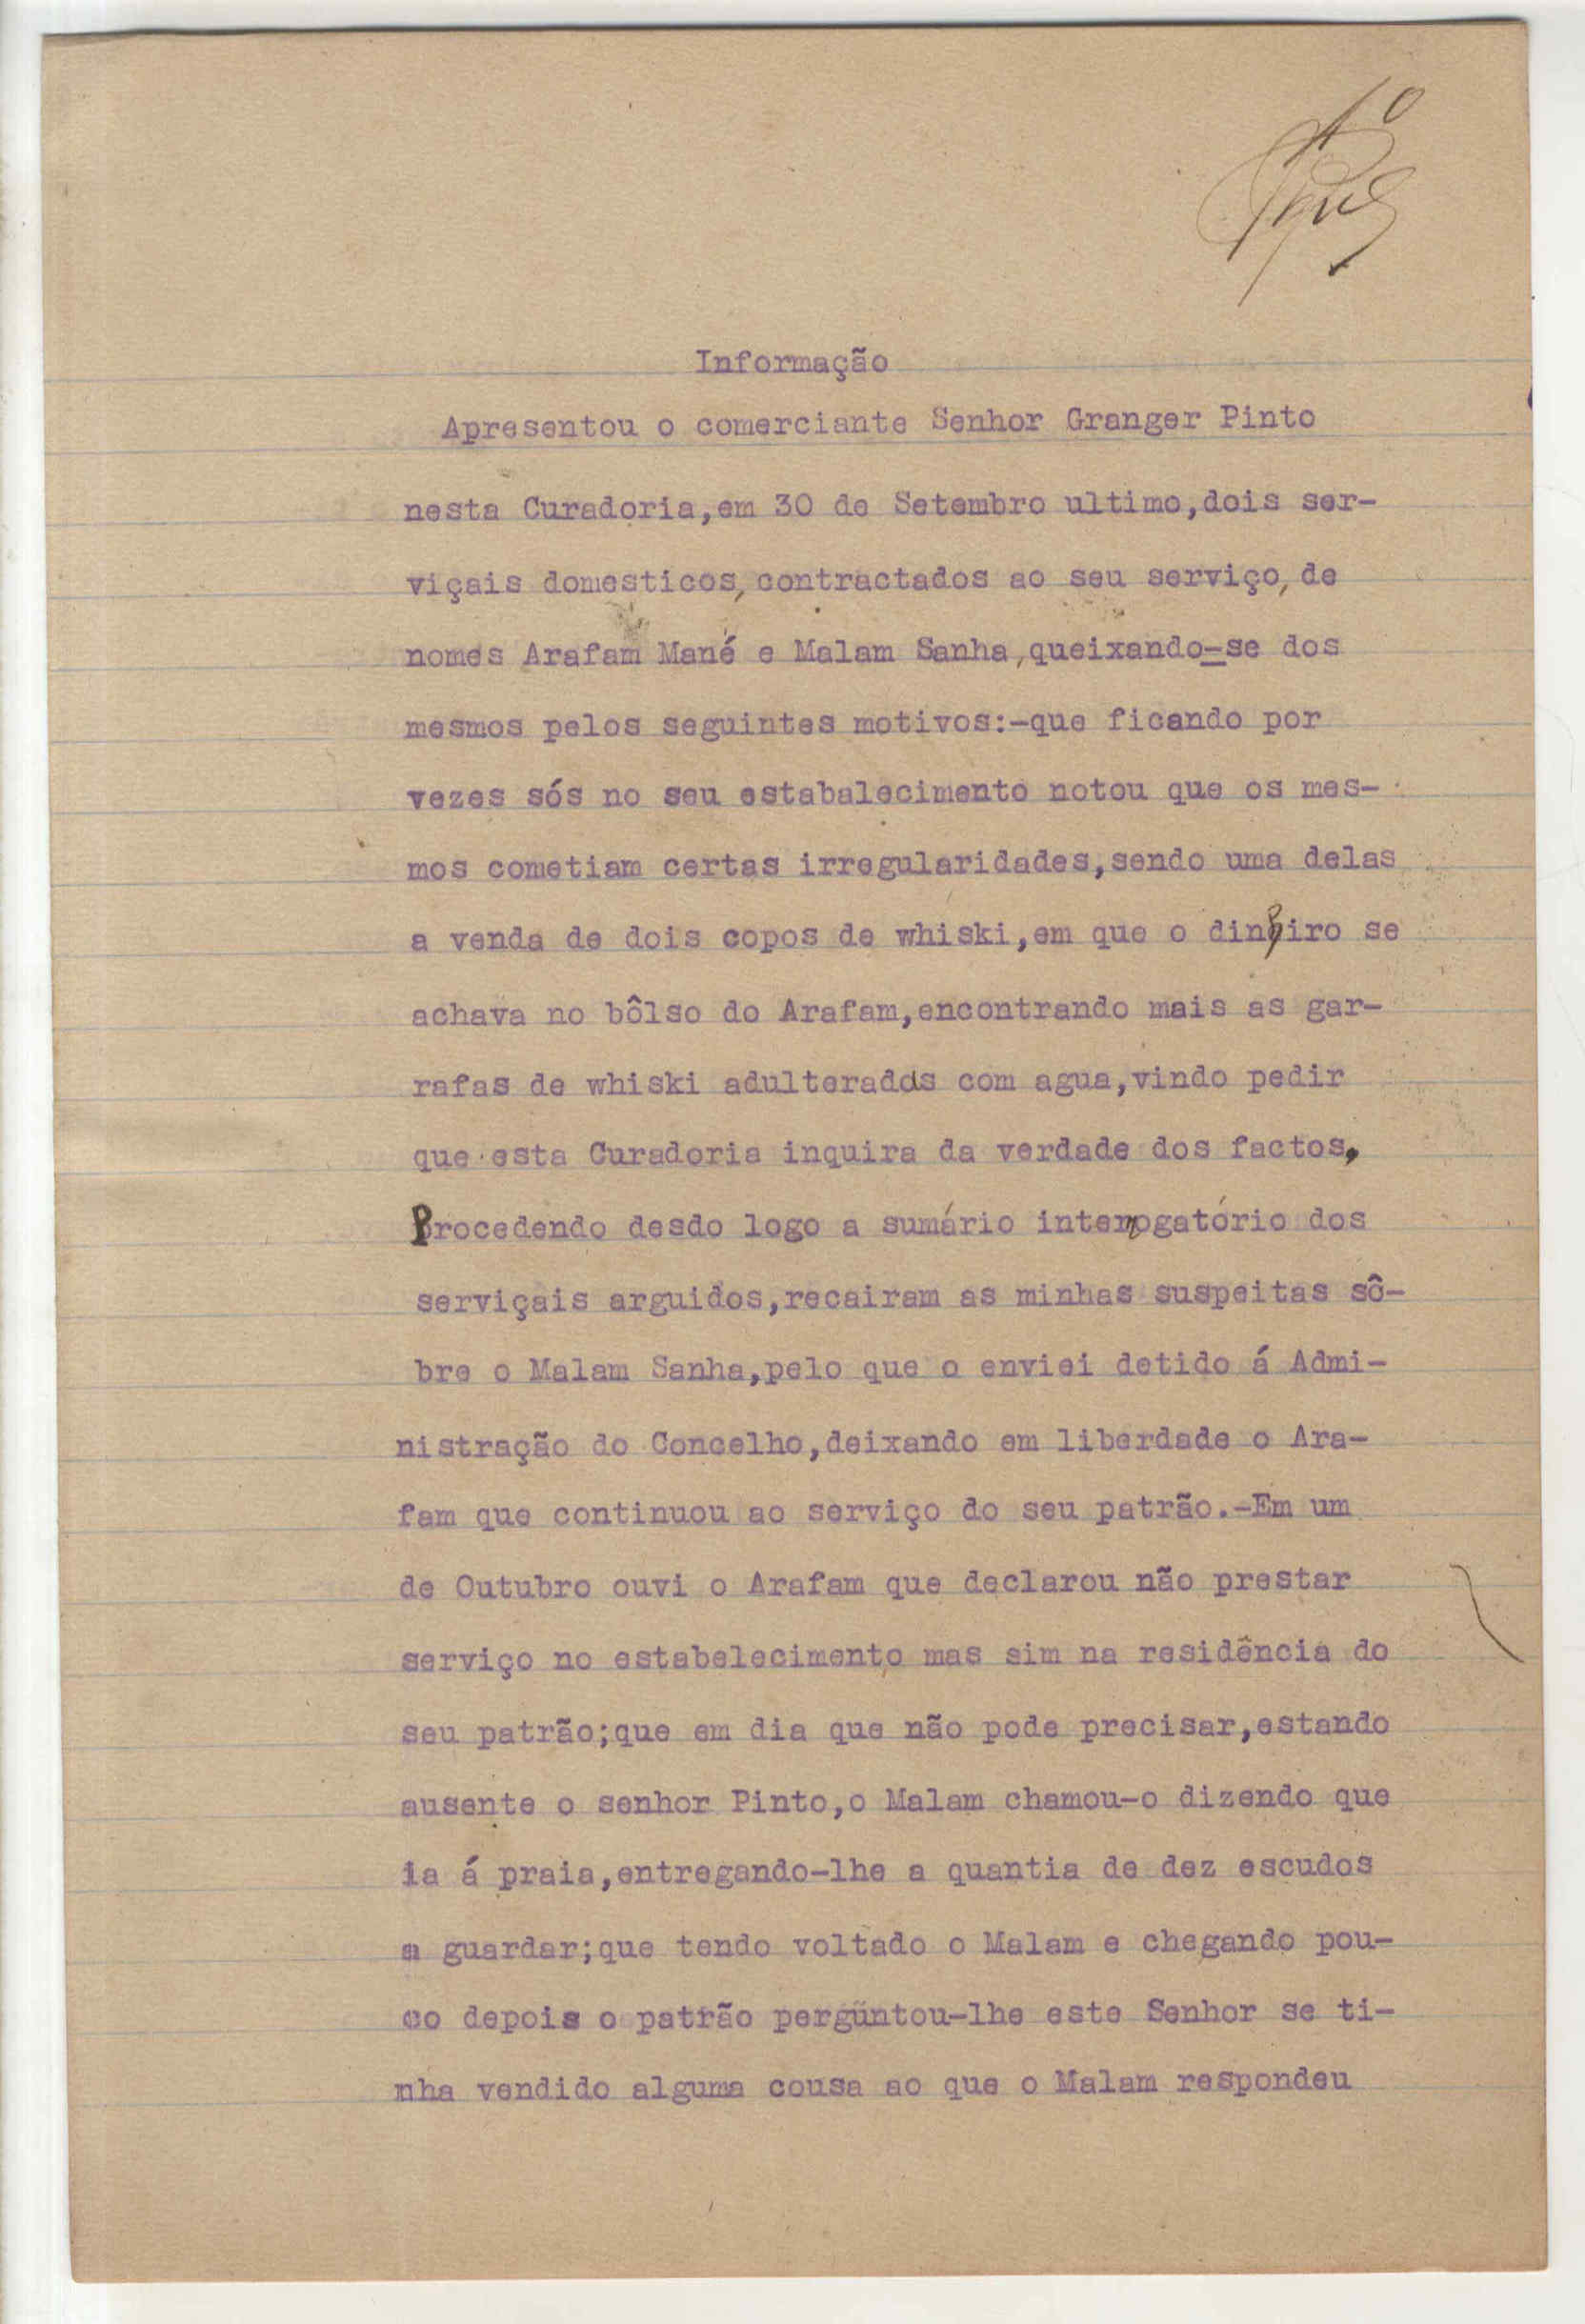 Informação
Apresentou o comerciante Senhor Granger Pinto
nesta Curadoria,em 30 de Setembro ultimo,dois ser-
viçais domesticos, contractados ao seu serviço, de
nomes Arafam Mané e Malam Sanha,queixando-se dos
mesmos pelos seguintes motivos:-que ficando por
vezes sós no seu estabalecimento notou que os mes-
mos cometiam certas irregularidades,sendo uma delas
a venda de dois copos de whiski,em que o dinheiro se
achava no bôlso do Arafam,encontrando mais as gar-
rafas de whiski adulteradas com agua,vindo pedir
que esta Curadoria inquira da verdade dos factos.
Procedendo desdo logo a sumário interrogatório dos
serviçais arguidos,recairam as minhas suspeitas sô-
bre o Malam Sanha,pelo que o enviei detido á Admi-
nistração do Concelho,deixando em liberdade o Ara-
fam que continuou ao serviço do seu patrão.-Em um
de Outubro ouvi o Arafam que declarou não prestar
serviço no estabelecimento mas sim na residência do
seu patrão;que em dia que não pode precisar,estando
ausente o senhor Pinto,o Malam chamou-o dizendo que
ia á praia,entregando-lhe a quantia de dez escudos
a guardar;que tendo voltado o Malam e chegando pou-
co depois o patrão perguntou-lhe este Senhor se ti-
nha vendido alguma cousa ao que o Malam respondeu